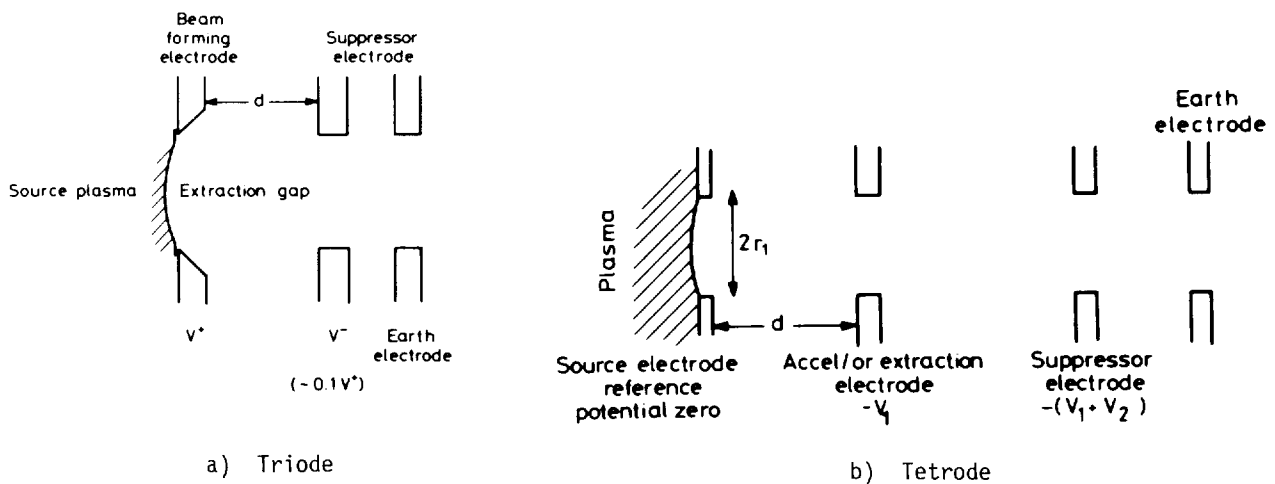 Beam
forming
electrode
Suppressor
electrode
d
Source plasma
Extraction gap
V⁺
V⁻
Earth
electrode
(~0.1V⁺)
a) Triode
Earth
electrode
Plasma
2r₁
d
Source electrode
reference
potential zero
Accel/or extraction
electrode
-V₁
Suppressor
electrode
-(V₁+V₂)
b) Tetrode